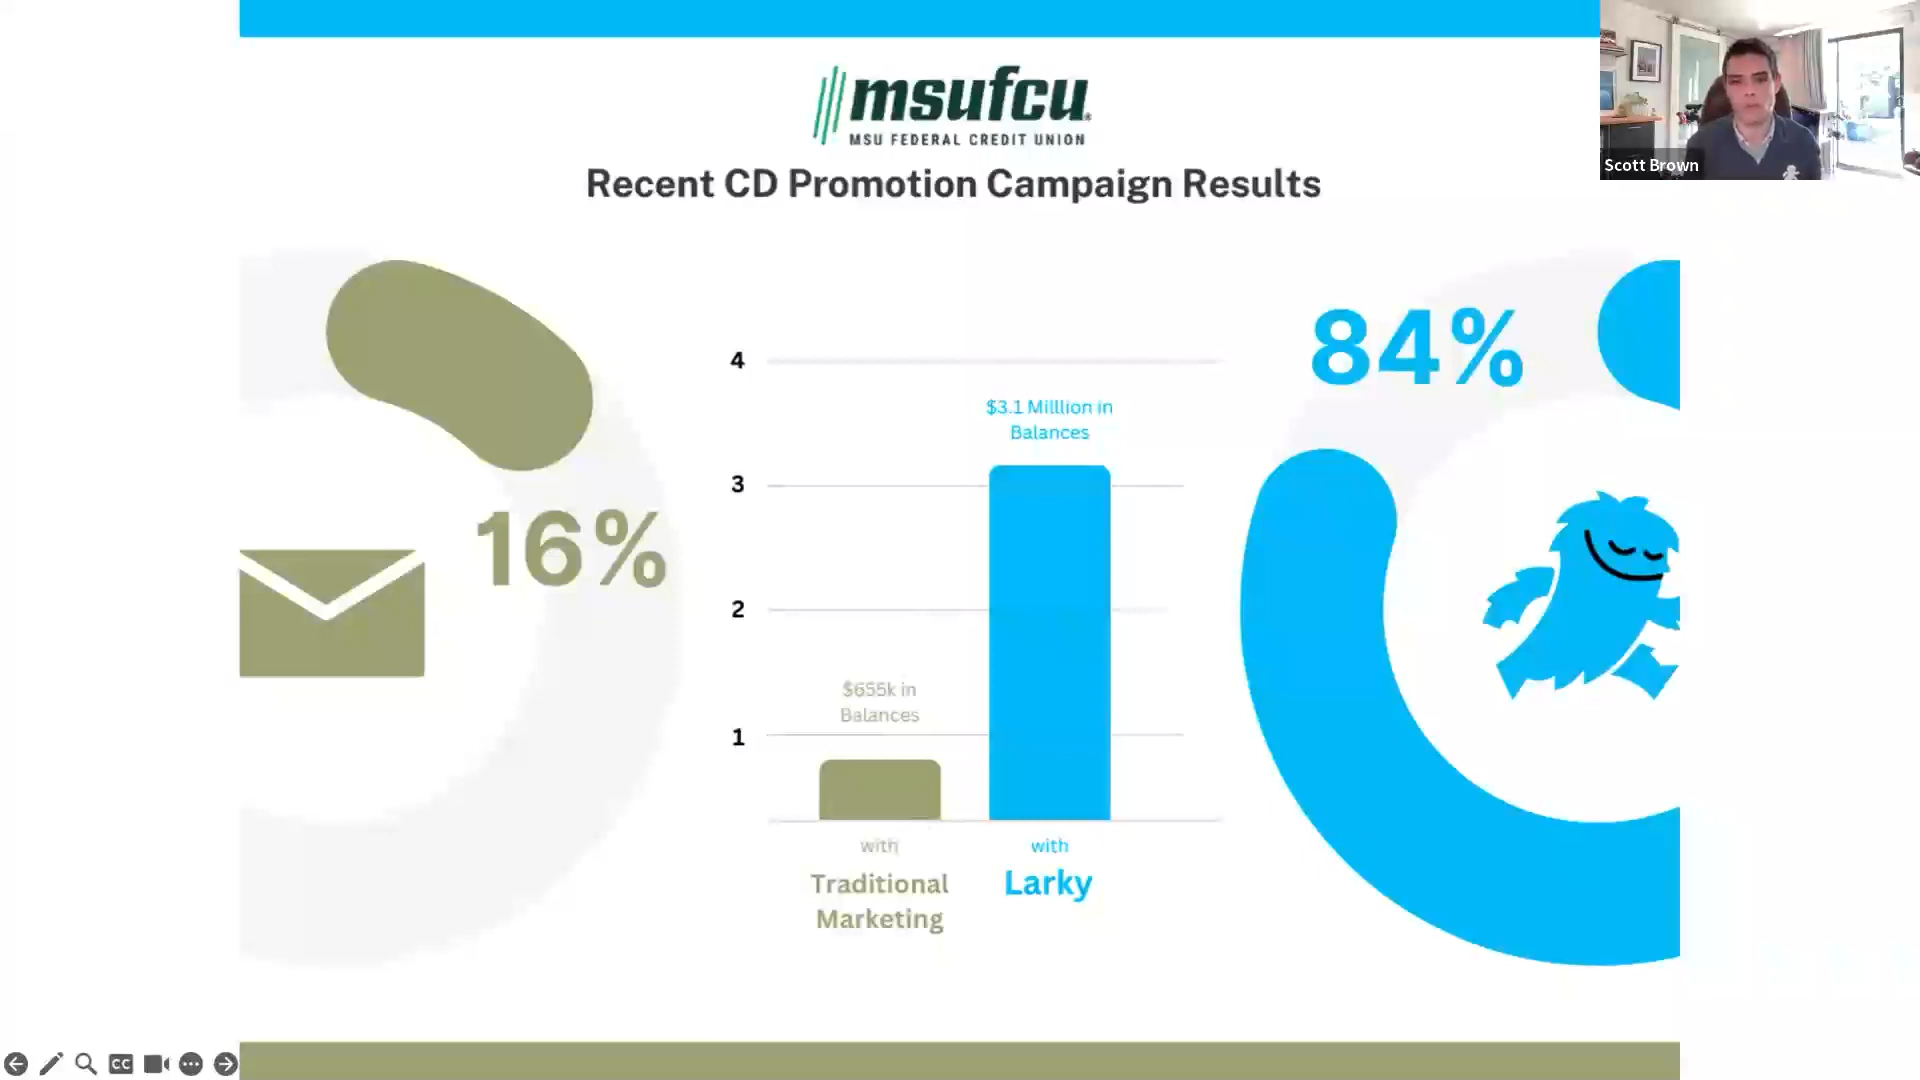 msufcu®
MSU FEDERAL CREDIT UNION
Recent CD Promotion Campaign Results
Scott Brown
16%
4
3
2
1
$655k in
Balances
$3.1 Milllion in
Balances
with
Traditional
Marketing
with
Larky
84%
CC